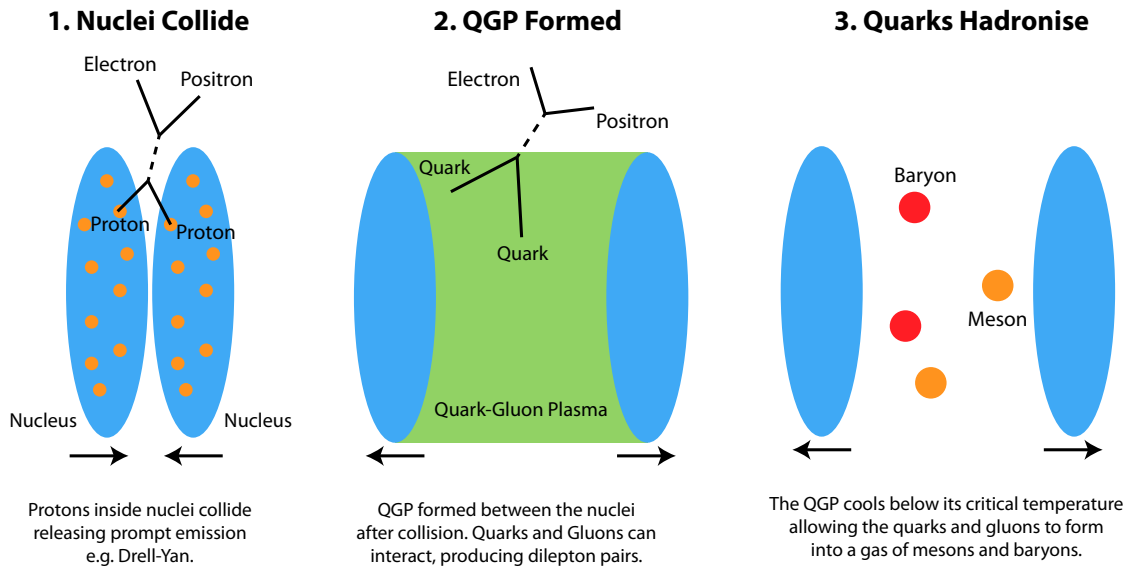 1. Nuclei Collide
Electron
Positron
Proton
Proton
Nucleus
Nucleus
Protons inside nuclei collide
releasing prompt emission
e.g. Drell-Yan.
2. QGP Formed
Electron
Positron
Quark
Quark
Quark-Gluon Plasma
QGP formed between the nuclei
after collision. Quarks and Gluons can
interact, producing dilepton pairs.
3. Quarks Hadronise
Baryon
Meson
The QGP cools below its critical temperature
allowing the quarks and gluons to form
into a gas of mesons and baryons.